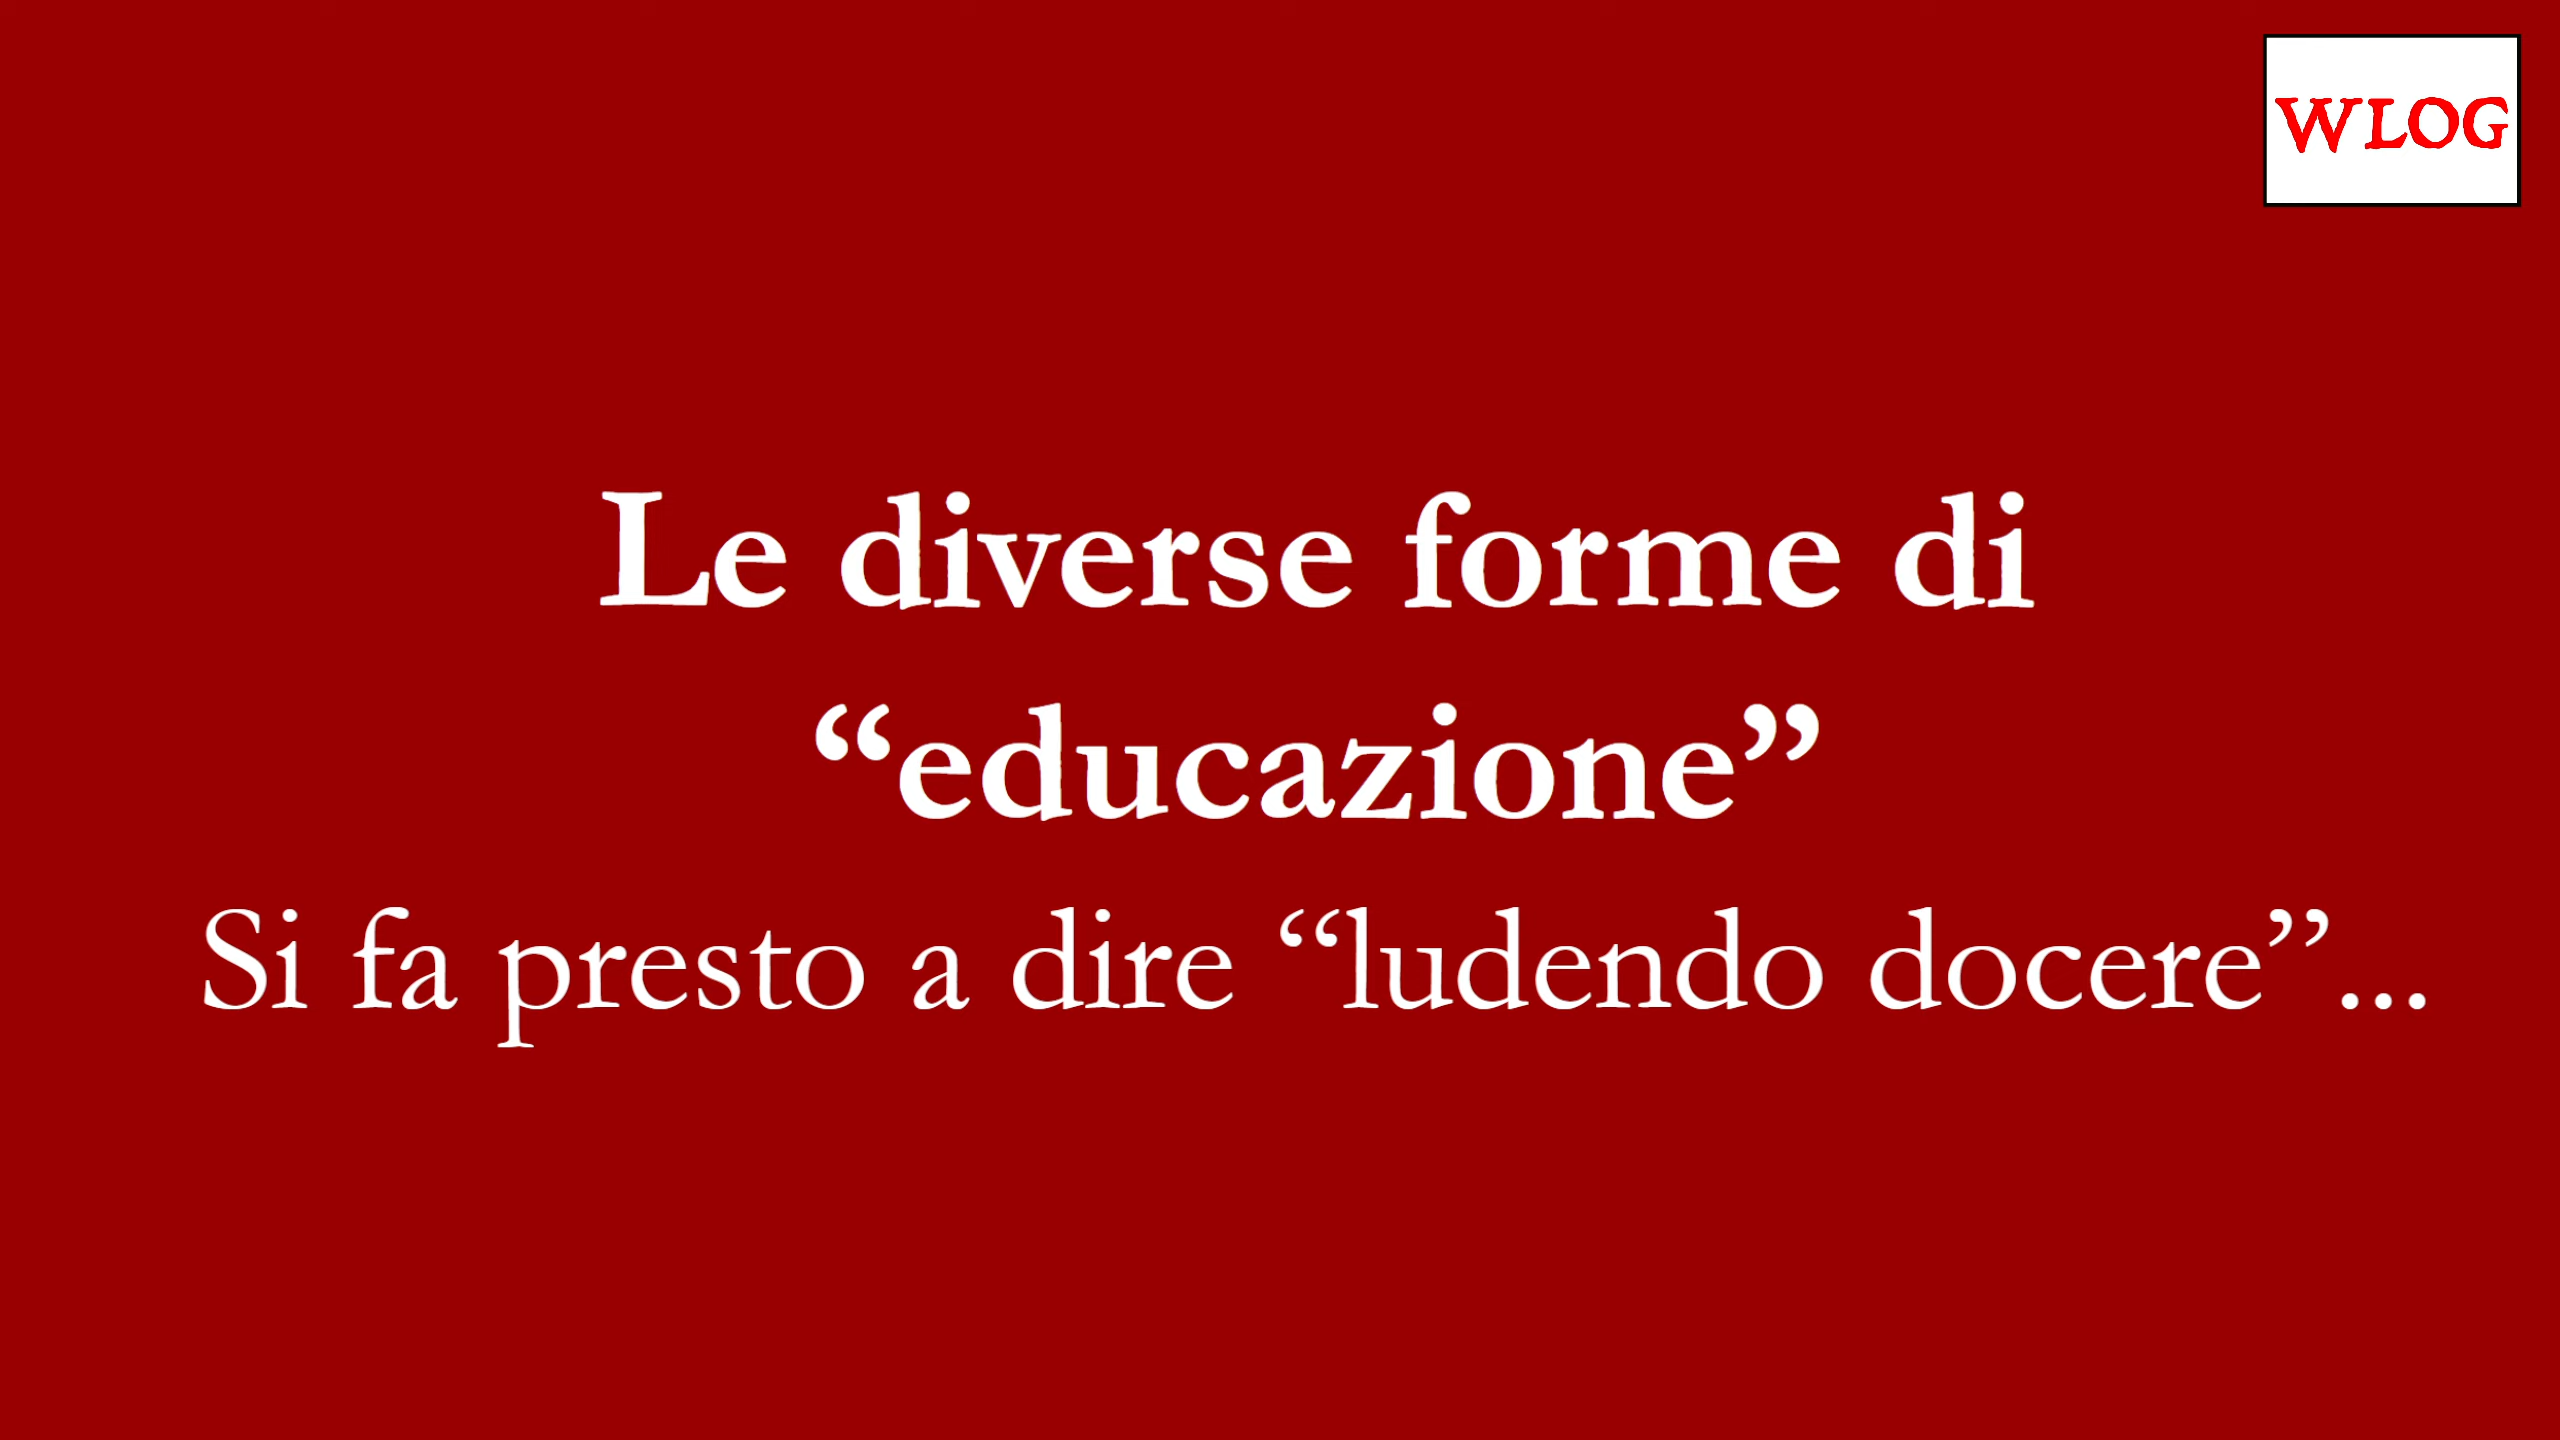 WLOG
Le diverse forme di
“educazione”
Si fa presto a dire “ludendo docere”...